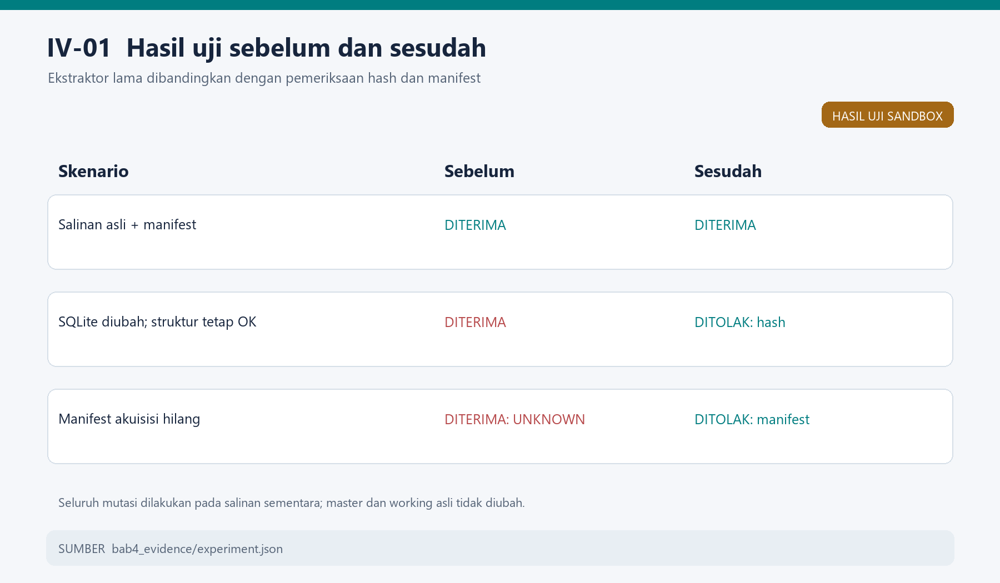 IV-01 Hasil uji sebelum dan sesudah
Ekstraktor lama dibandingkan dengan pemeriksaan hash dan manifest
HASIL UJI SANDBOX
Skenario Sebelum Sesudah
Salinan asli + manifest DITERIMA DITERIMA
SQLite diubah; struktur tetap OK DITERIMA DITOLAK: hash
Manifest akuisisi hilang DITERIMA: UNKNOWN DITOLAK: manifest
Seluruh mutasi dilakukan pada salinan sementara; master dan working asli tidak diubah.
SUMBER bab4_evidence/experiment.json